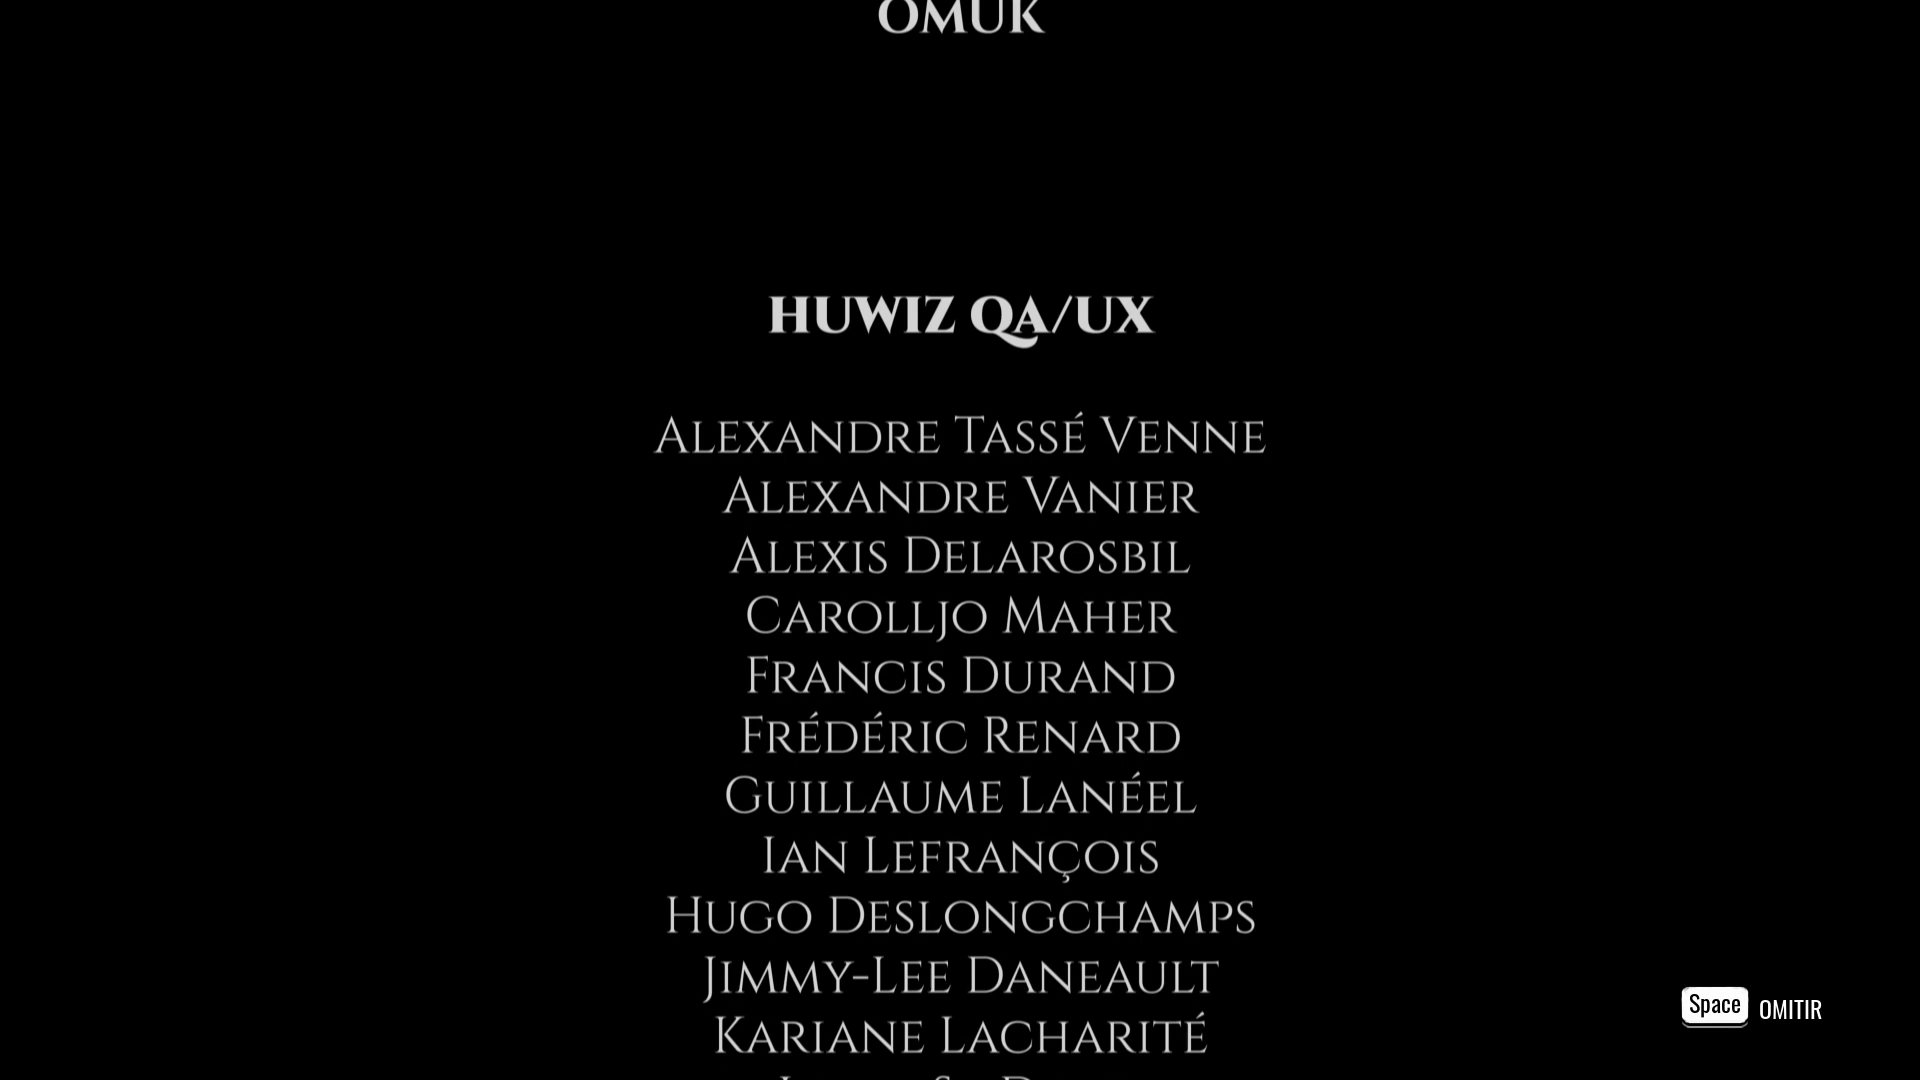 OMUK
HUWIZ QA/UX
Alexandre Tassé Venne
Alexandre Vanier
Alexis Delarosbil
Carolljo Maher
Francis Durand
Frédéric Renard
Guillaume Lanéel
Ian Lefrançois
Hugo Deslongchamps
Jimmy-Lee Daneault
Kariane Lacharité
Space OMITIR